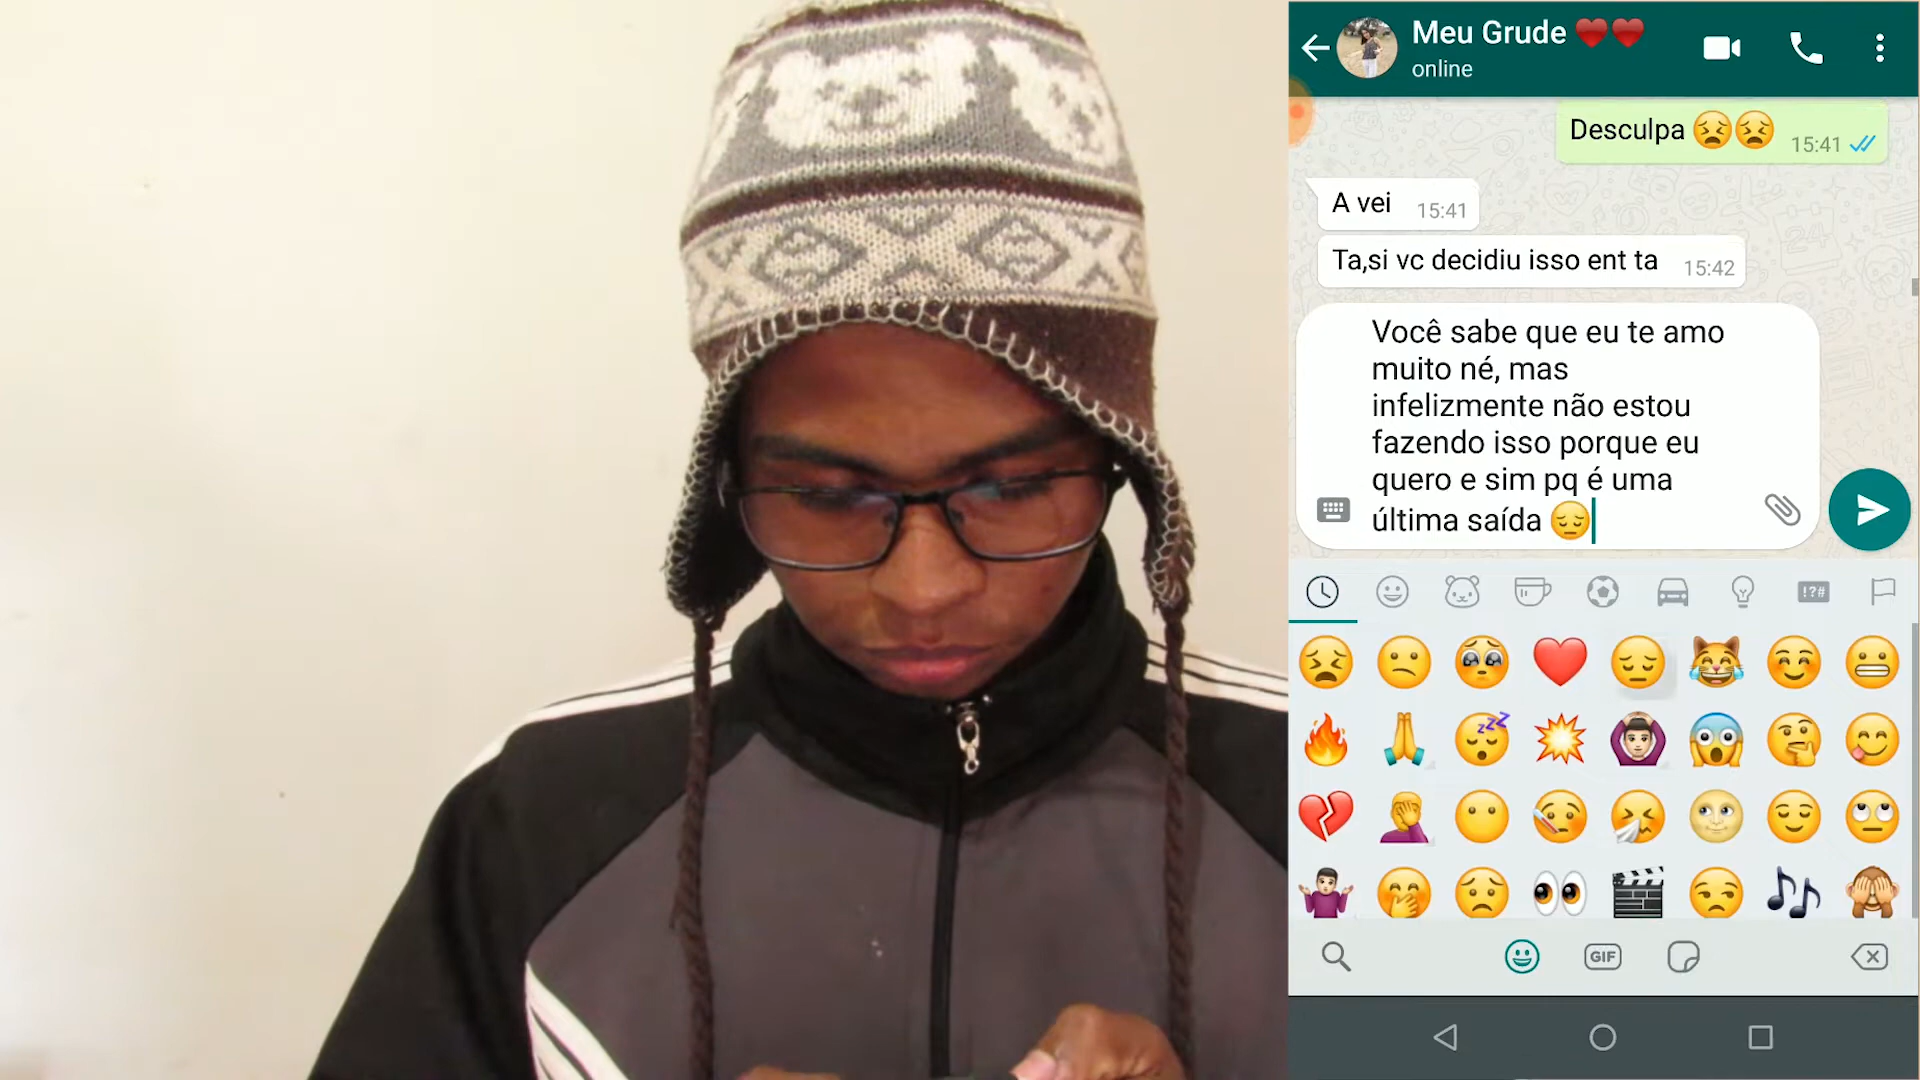 Meu Grude ❤️❤️
online
Desculpa 😣😣 15:41
A vei 15:41
Ta,si vc decidiu isso ent ta 15:42
Você sabe que eu te amo
muito né, mas
infelizmente não estou
fazendo isso porque eu
quero e sim pq é uma
última saída 😔
!?#
GIF